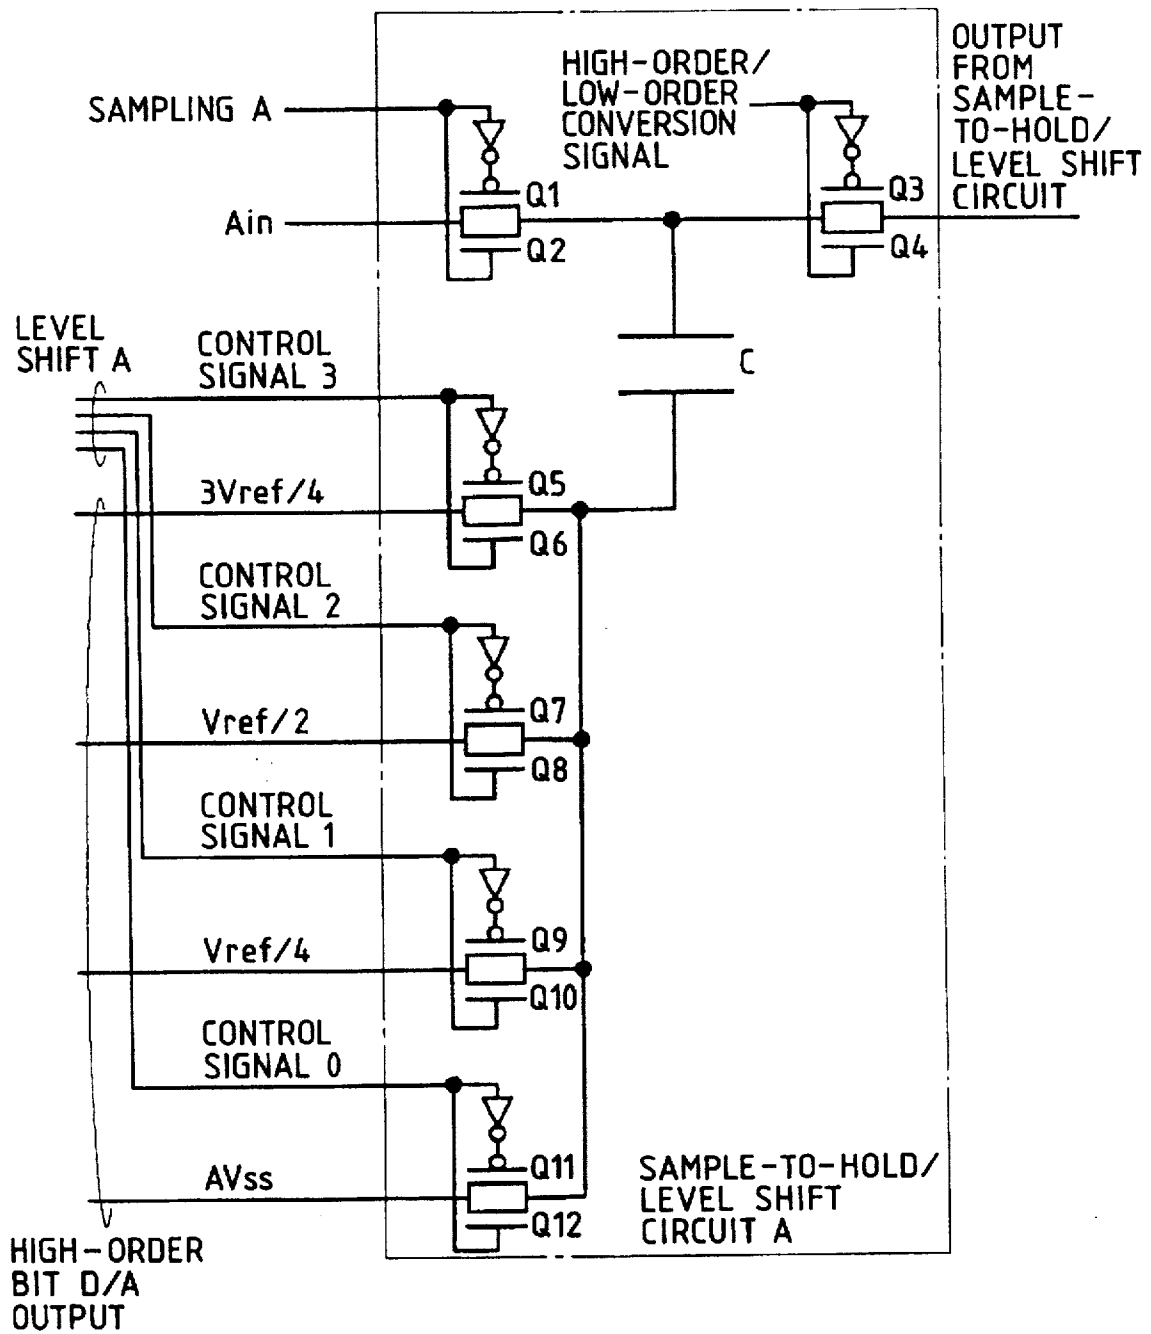 OUTPUT
FROM
SAMPLE-
TO-HOLD/
LEVEL SHIFT
CIRCUIT
HIGH-ORDER/
LOW-ORDER
CONVERSION
SIGNAL
SAMPLING A
Q1
Q3
Ain
Q2
Q4
LEVEL
SHIFT A
CONTROL
SIGNAL 3
C
3Vref/4
Q5
Q6
CONTROL
SIGNAL 2
Vref/2
Q7
Q8
CONTROL
SIGNAL 1
Vref/4
Q9
Q10
CONTROL
SIGNAL 0
AVss
Q11
Q12
SAMPLE-TO-HOLD/
LEVEL SHIFT
CIRCUIT A
HIGH-ORDER
BIT D/A
OUTPUT